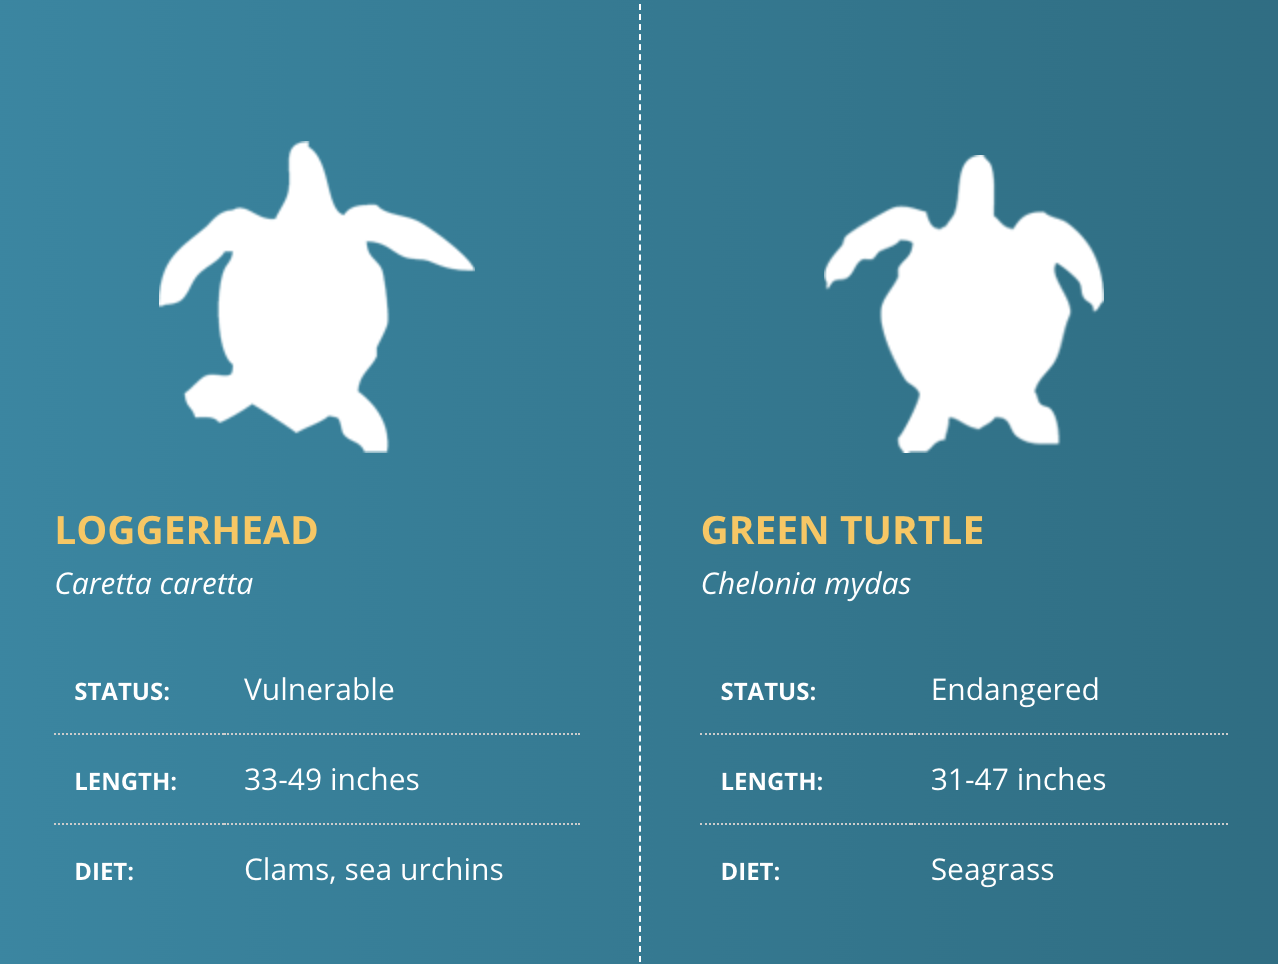 LOGGERHEAD
Caretta caretta
STATUS: Vulnerable
LENGTH: 33-49 inches
DIET: Clams, sea urchins
GREEN TURTLE
Chelonia mydas
STATUS: Endangered
LENGTH: 31-47 inches
DIET: Seagrass